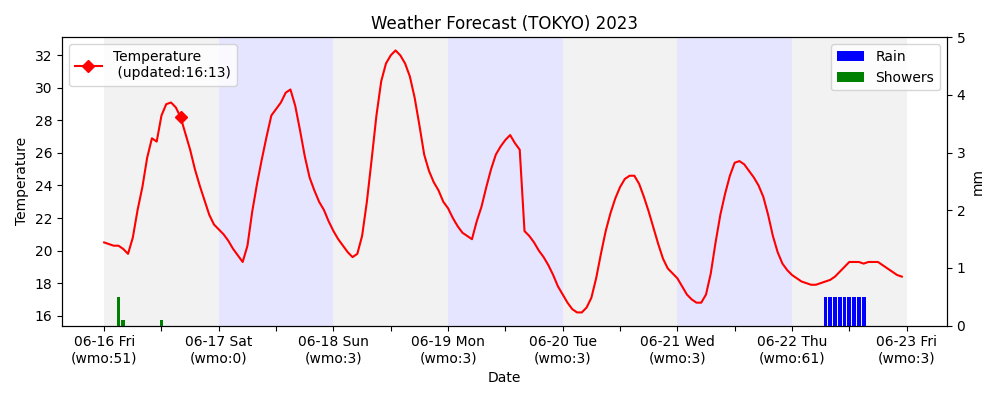 Weather Forecast (TOKYO) 2023
Temperature
(updated:16:13)
Rain
Showers
Temperature
32
30
28
26
24
22
20
18
16
5
4
3
2
1
0
mm
06-16 Fri
(wmo:51)
06-17 Sat
(wmo:0)
06-18 Sun
(wmo:3)
06-19 Mon
(wmo:3)
06-20 Tue
(wmo:3)
06-21 Wed
(wmo:3)
06-22 Thu
(wmo:61)
06-23 Fri
(wmo:3)
Date